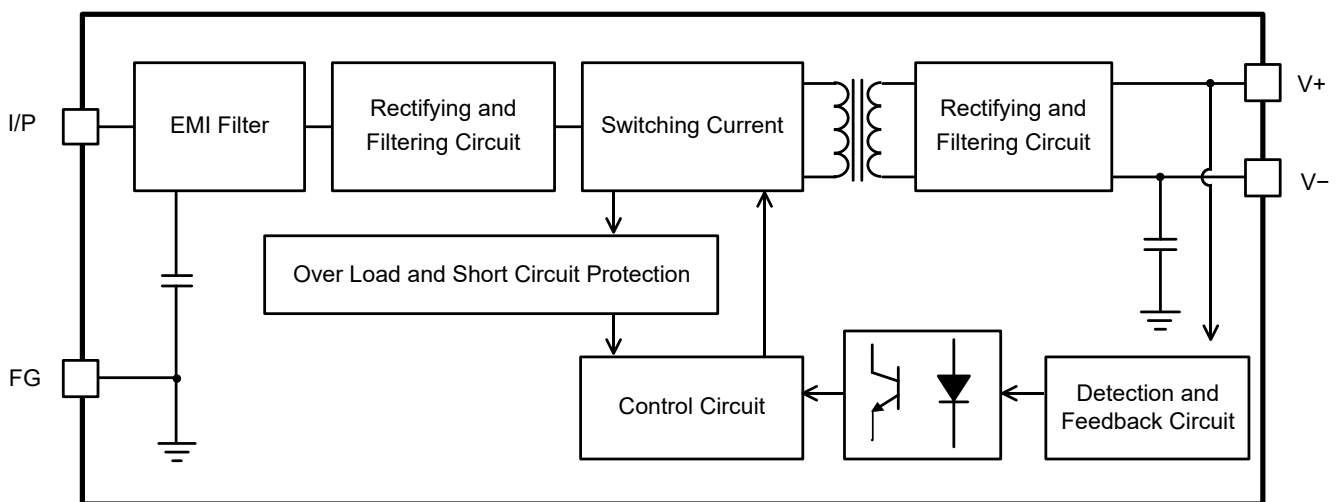 I/P
EMI Filter
Rectifying and
Filtering Circuit
Switching Current
Rectifying and
Filtering Circuit
V+
V−
Over Load and Short Circuit Protection
FG
Control Circuit
Detection and
Feedback Circuit